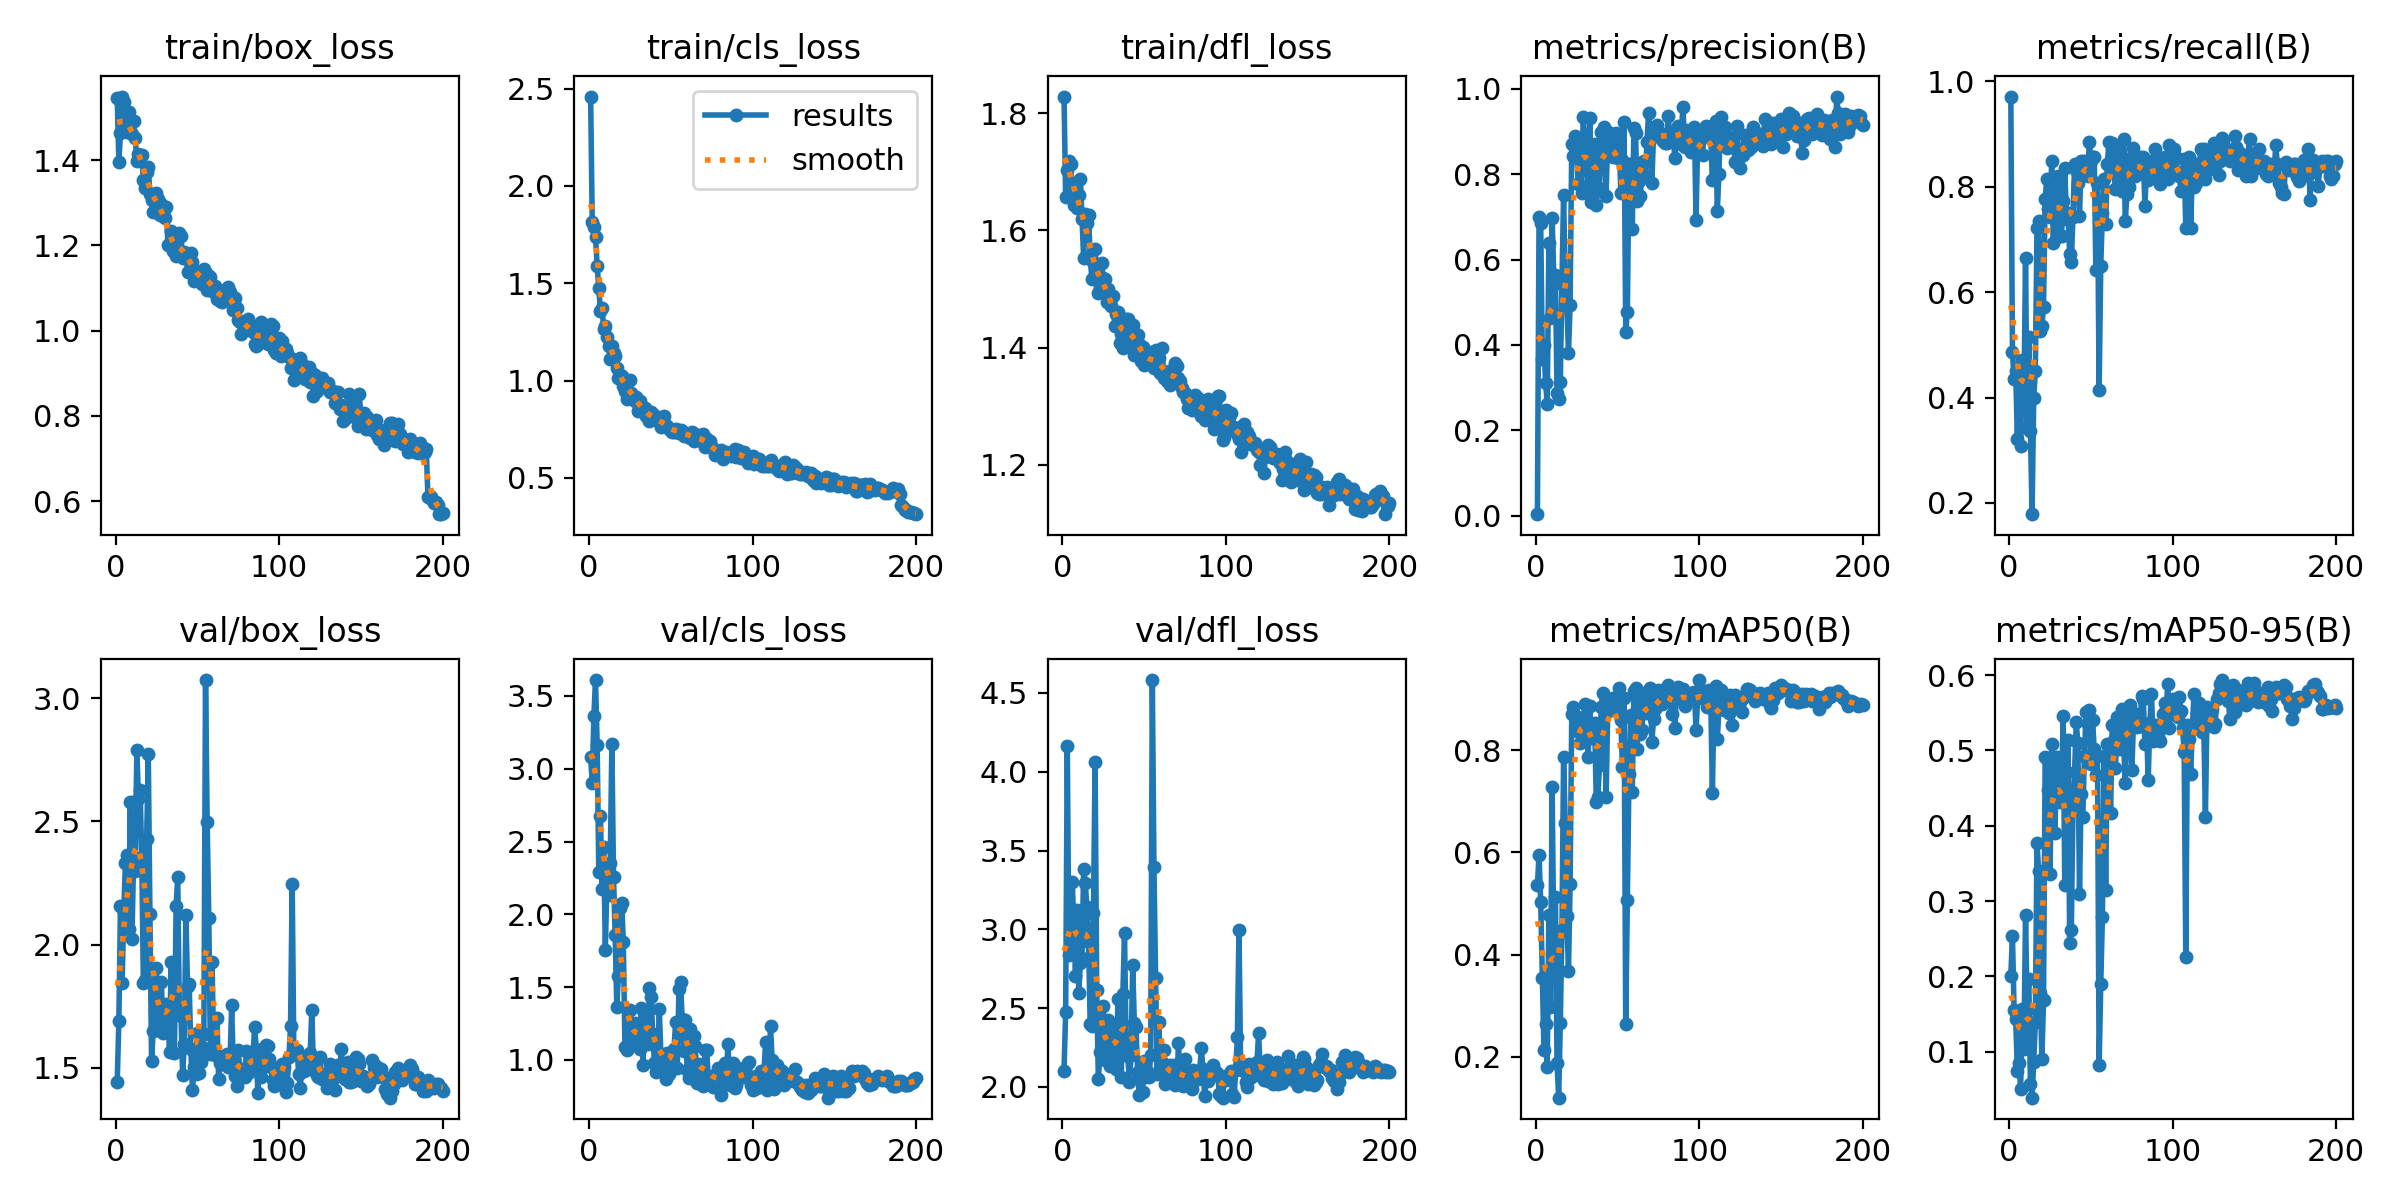 train/box_loss
1.4
1.2
1.0
0.8
0.6
0 100 200
train/cls_loss
2.5
2.0
1.5
1.0
0.5
0 100 200
results
smooth
train/dfl_loss
1.8
1.6
1.4
1.2
0 100 200
metrics/precision(B)
1.0
0.8
0.6
0.4
0.2
0.0
0 100 200
metrics/recall(B)
1.0
0.8
0.6
0.4
0.2
0 100 200
val/box_loss
3.0
2.5
2.0
1.5
0 100 200
val/cls_loss
3.5
3.0
2.5
2.0
1.5
1.0
0 100 200
val/dfl_loss
4.5
4.0
3.5
3.0
2.5
2.0
0 100 200
metrics/mAP50(B)
0.8
0.6
0.4
0.2
0 100 200
metrics/mAP50-95(B)
0.6
0.5
0.4
0.3
0.2
0.1
0 100 200